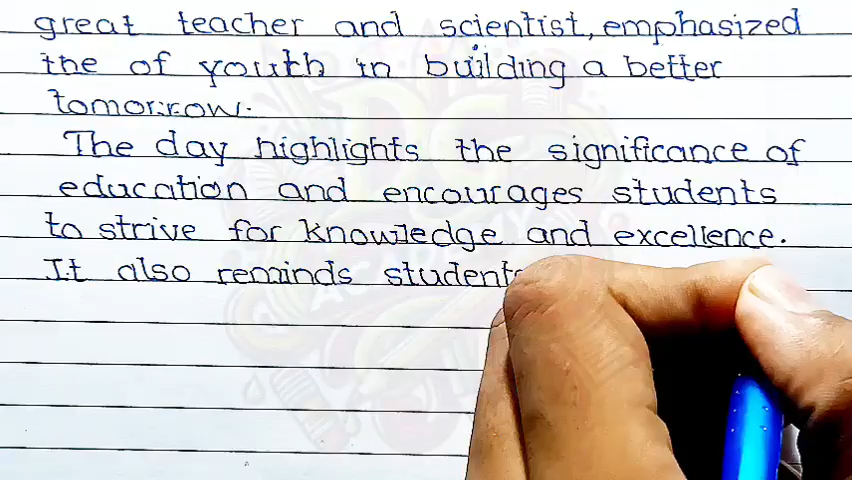 great teacher and scientist, emphasized
the of youth in building a better
tomorrow.
The day highlights the significance of
education and encourages students
to strive for knowledge and excellence.
It also reminds students